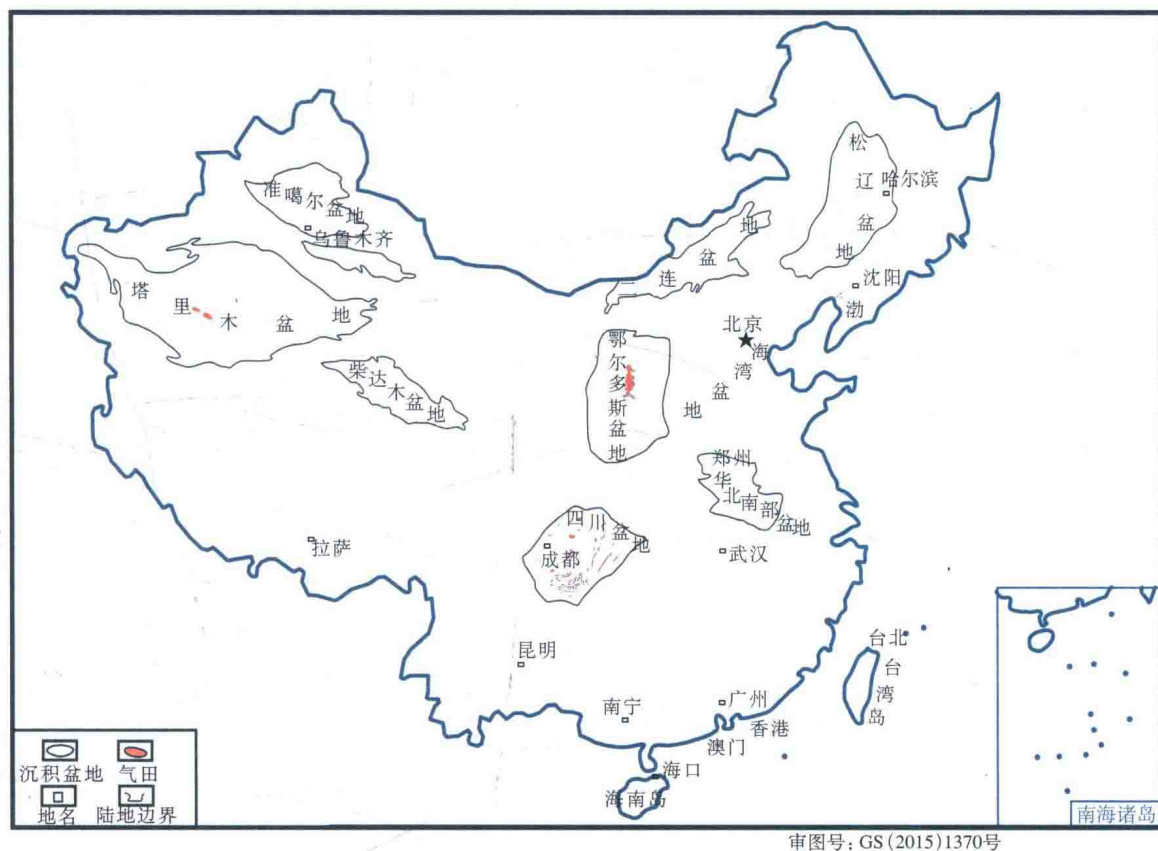 松
辽
盆
地
哈尔滨
准噶尔盆地
乌鲁木齐
二连盆地
沈阳
塔里木盆地
北京
渤海湾盆地
鄂尔多斯盆地
柴达木盆地
郑州
华北南部盆地
四川盆地
成都
武汉
拉萨
昆明
台北
台湾岛
南宁
广州
香港
澳门
海口
海南岛
沉积盆地 气田
地名 陆地边界
南海诸岛
审图号：GS(2015)1370号